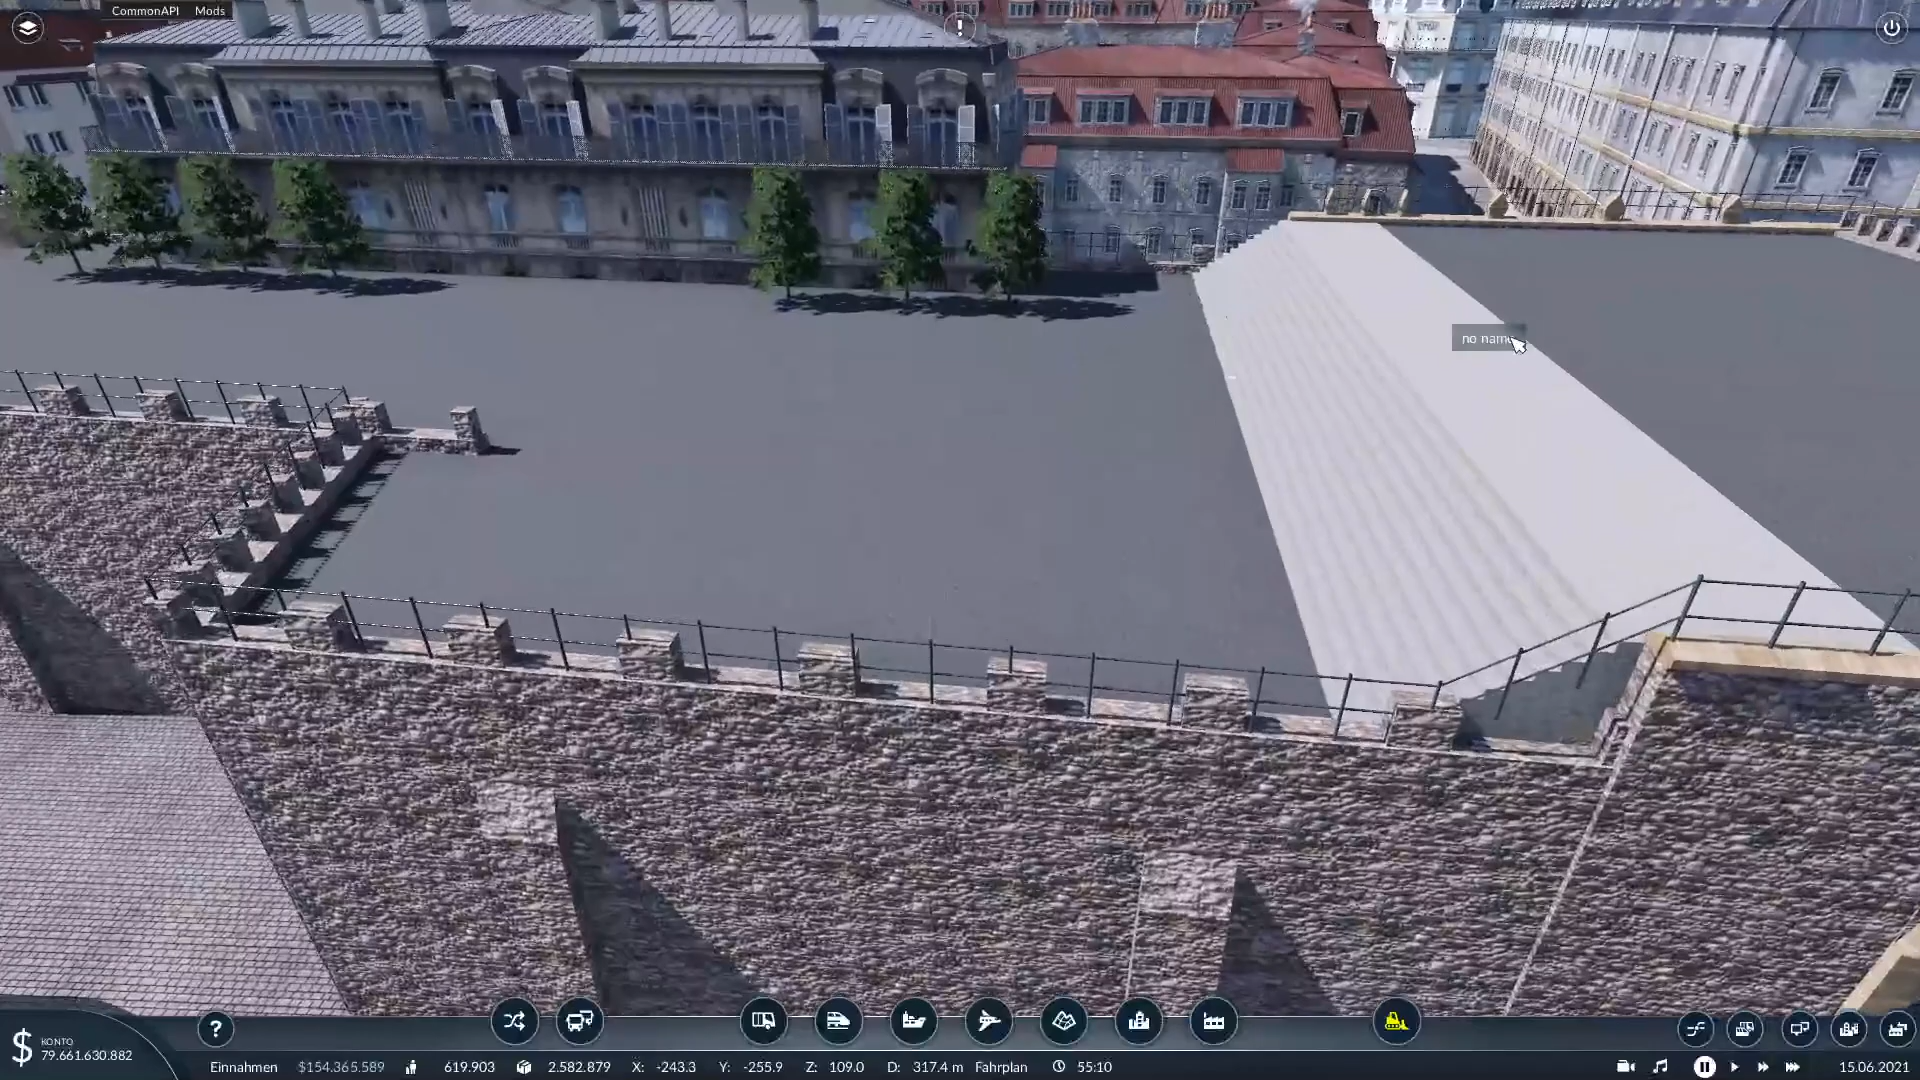 CommonAPI Mods
no name
KONTO
79.661.630.882
Einnahmen $154.365.589 619.903 2.582.879 X: -243.3 Y: -255.9 Z: 109.0 D: 317.4 m Fahrplan 55:10
15.06.2021